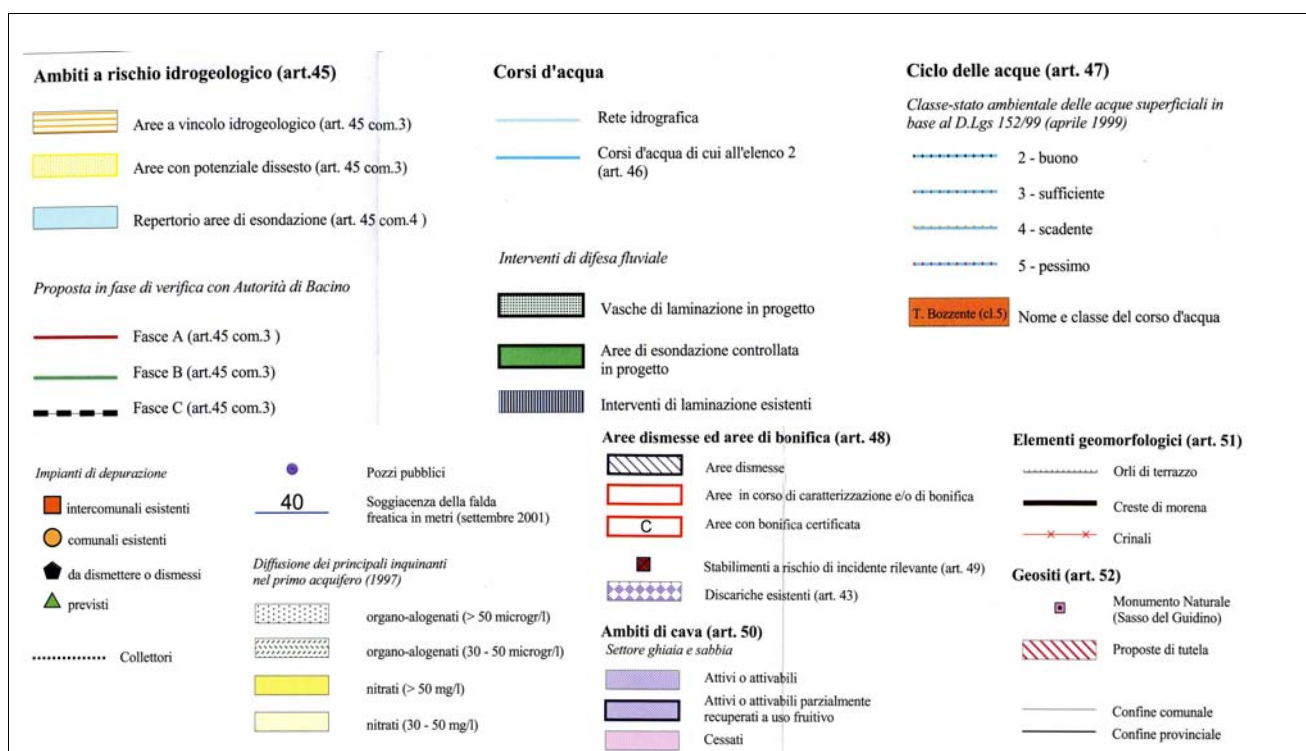 Ambiti a rischio idrogeologico (art.45)
Aree a vincolo idrogeologico (art. 45 com.3)
Aree con potenziale dissesto (art. 45 com.3)
Repertorio aree di esondazione (art. 45 com.4 )
Proposta in fase di verifica con Autorità di Bacino
Fasce A (art.45 com.3 )
Fasce B (art.45 com.3)
Fasce C (art.45 com.3)
Corsi d'acqua
Rete idrografica
Corsi d'acqua di cui all'elenco 2
(art. 46)
Interventi di difesa fluviale
Vasche di laminazione in progetto
Aree di esondazione controllata
in progetto
Interventi di laminazione esistenti
Ciclo delle acque (art. 47)
Classe-stato ambientale delle acque superficiali in
base al D.Lgs 152/99 (aprile 1999)
2 - buono
3 - sufficiente
4 - scadente
5 - pessimo
T. Bozzente (cl.5)
Nome e classe del corso d'acqua
Impianti di depurazione
intercomunali esistenti
comunali esistenti
da dismettere o dismessi
previsti
Collettori
Pozzi pubblici
40
Soggiacenza della falda
freatica in metri (settembre 2001)
Diffusione dei principali inquinanti
nel primo acquifero (1997)
organo-alogenati (> 50 microgr/l)
organo-alogenati (30 - 50 microgr/l)
nitrati (> 50 mg/l)
nitrati (30 - 50 mg/l)
Aree dismesse ed aree di bonifica (art. 48)
Aree dismesse
Aree in corso di caratterizzazione e/o di bonifica
C
Aree con bonifica certificata
Stabilimenti a rischio di incidente rilevante (art. 49)
Discariche esistenti (art. 43)
Ambiti di cava (art. 50)
Settore ghiaia e sabbia
Attivi o attivabili
Attivi o attivabili parzialmente
recuperati a uso fruitivo
Cessati
Elementi geomorfologici (art. 51)
Orli di terrazzo
Creste di morena
Crinali
Geositi (art. 52)
Monumento Naturale
(Sasso del Guidino)
Proposte di tutela
Confine comunale
Confine provinciale